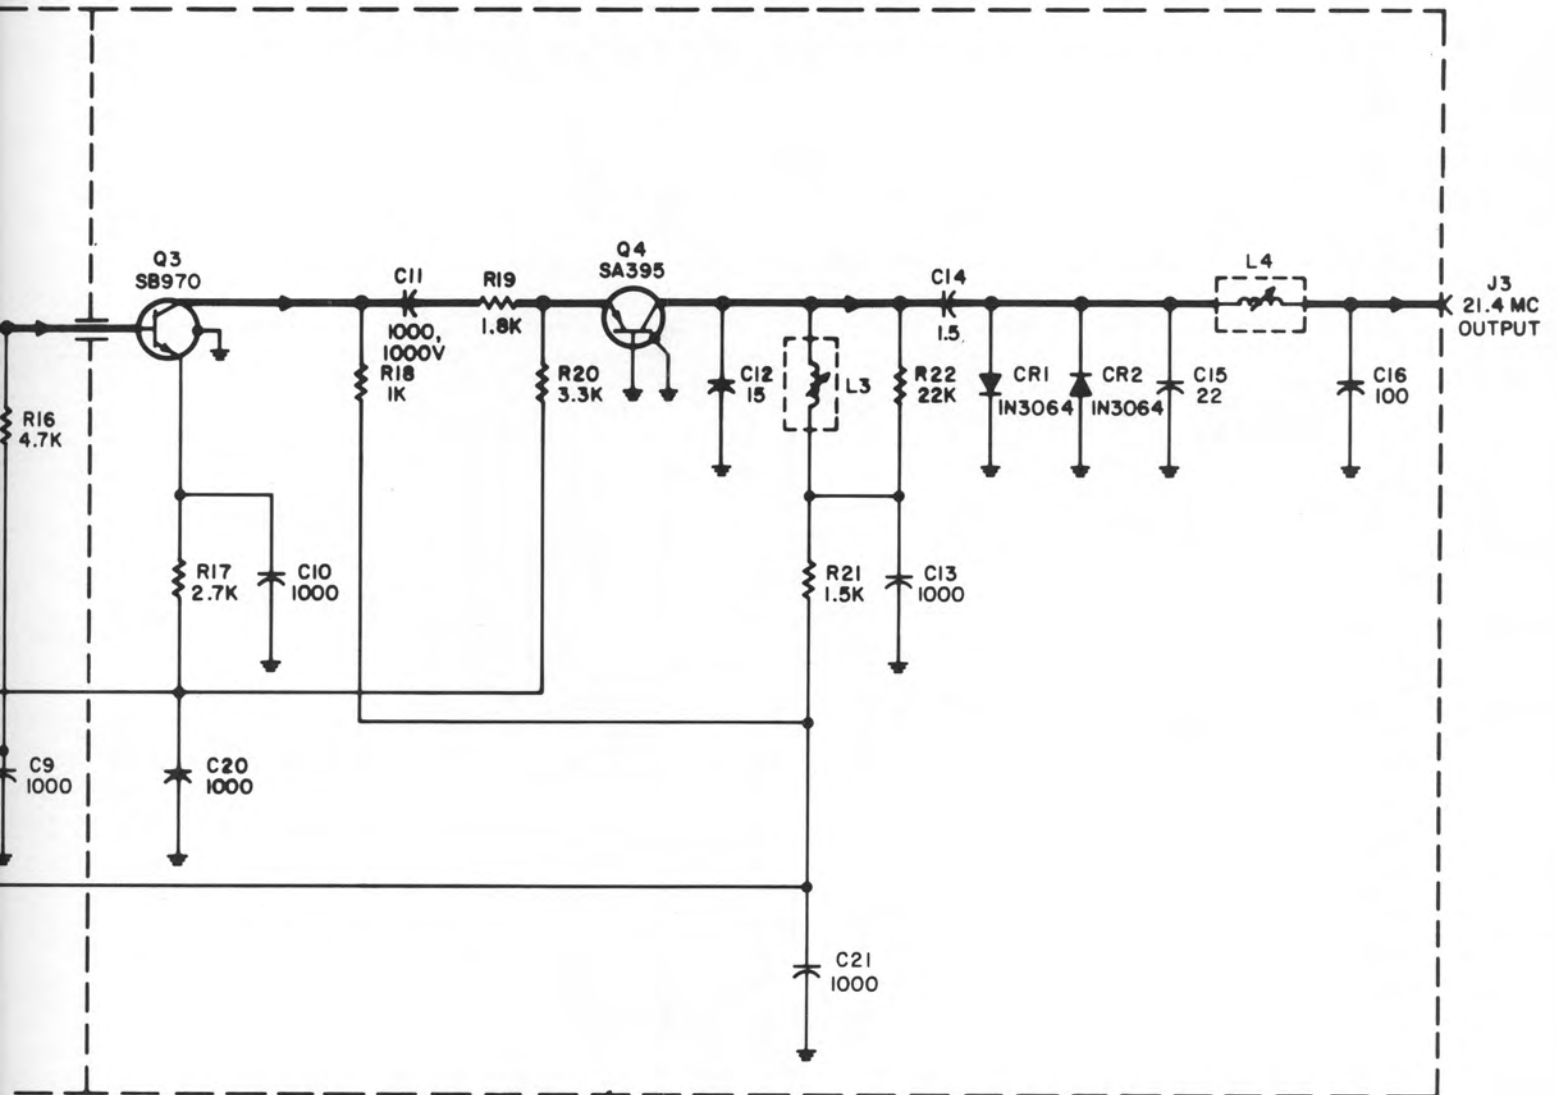 Q3
SB970
C11
1000,
1000V
R19
1.8K
Q4
SA395
C14
1.5
L4
J3
21.4 MC
OUTPUT
R16
4.7K
R18
1K
R20
3.3K
C12
15
L3
R22
22K
CR1
1N3064
CR2
1N3064
C15
22
C16
100
R17
2.7K
C10
1000
R21
1.5K
C13
1000
C9
1000
C20
1000
C21
1000